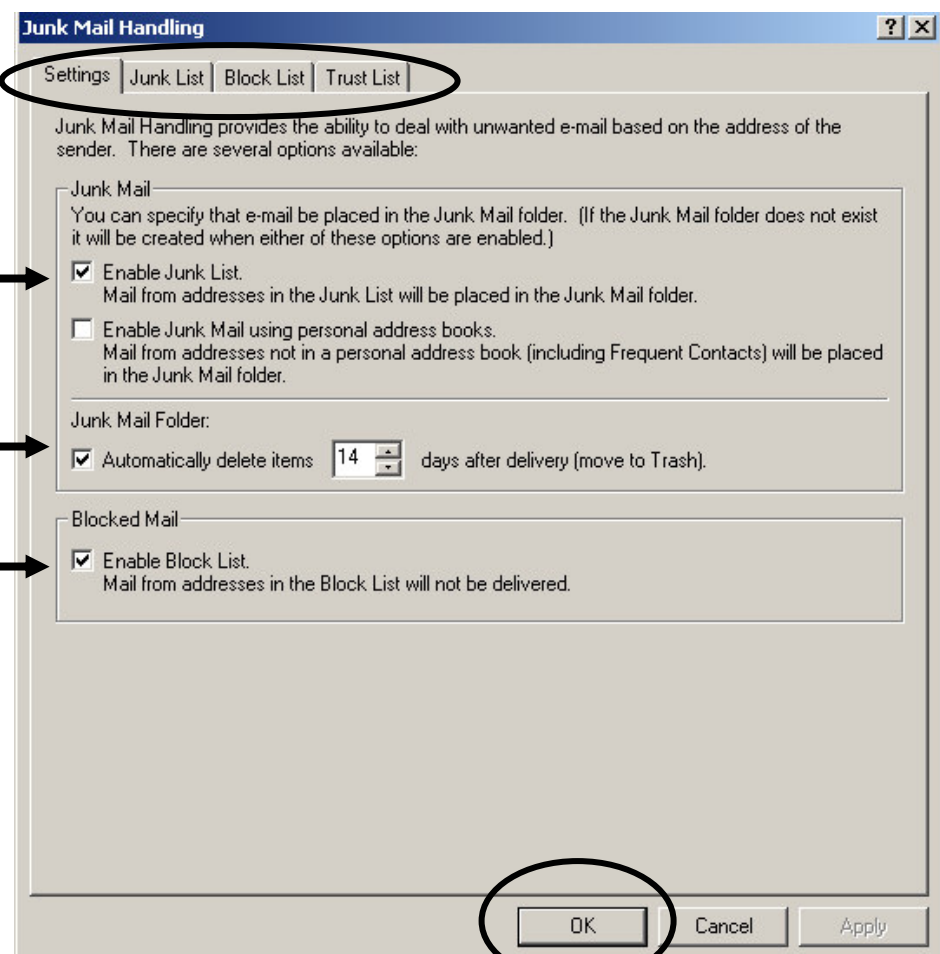 Junk Mail Handling
Settings Junk List Block List Trust List
Junk Mail Handling provides the ability to deal with unwanted e-mail based on the address of the
sender. There are several options available:
Junk Mail
You can specify that e-mail be placed in the Junk Mail folder. (If the Junk Mail folder does not exist
it will be created when either of these options are enabled.)
Enable Junk List.
Mail from addresses in the Junk List will be placed in the Junk Mail folder.
Enable Junk Mail using personal address books.
Mail from addresses not in a personal address book (including Frequent Contacts) will be placed
in the Junk Mail folder.
Junk Mail Folder:
Automatically delete items 14 days after delivery (move to Trash).
Blocked Mail
Enable Block List.
Mail from addresses in the Block List will not be delivered.
OK Cancel Apply